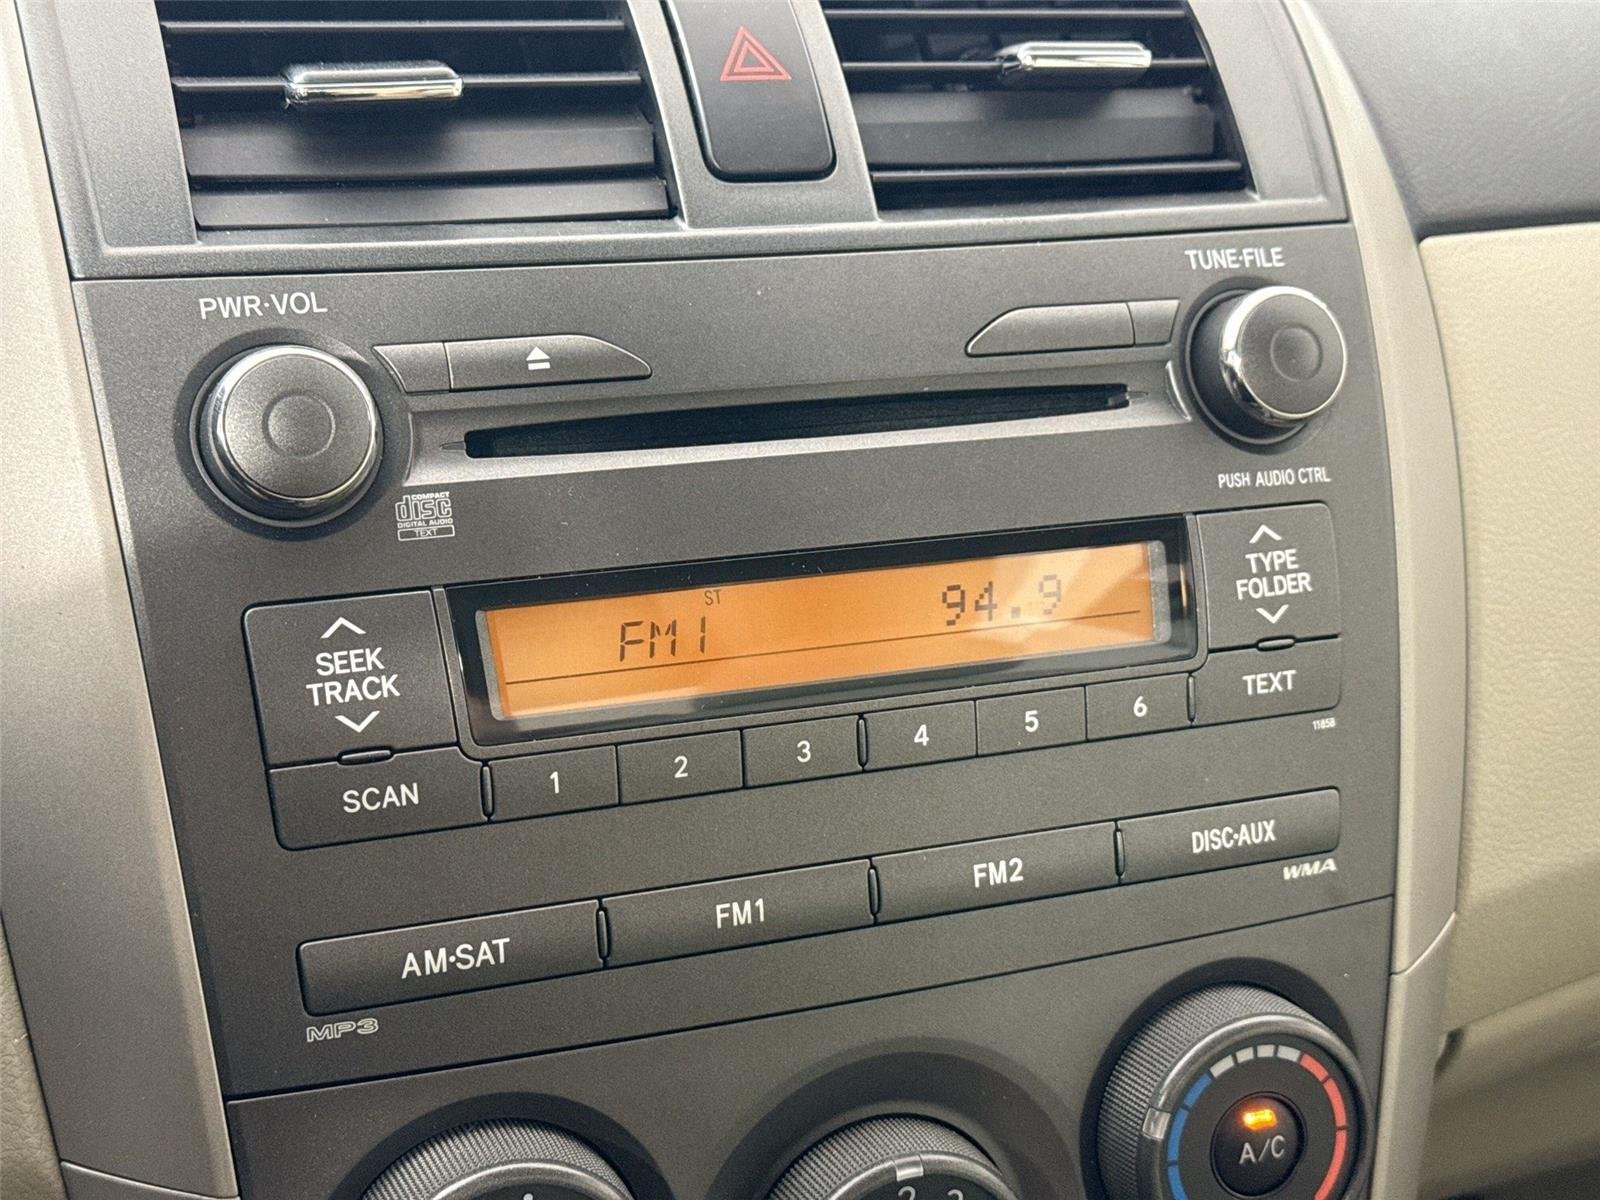 PWR·VOL
TUNE·FILE
COMPACT
disc
DIGITAL AUDIO
TEXT
PUSH AUDIO CTRL
SEEK
TRACK
ST
FM1
94.9
TYPE
FOLDER
TEXT
11858
SCAN
1
2
3
4
5
6
AM·SAT
FM1
FM2
DISC·AUX
MP3
WMA
2
A/C